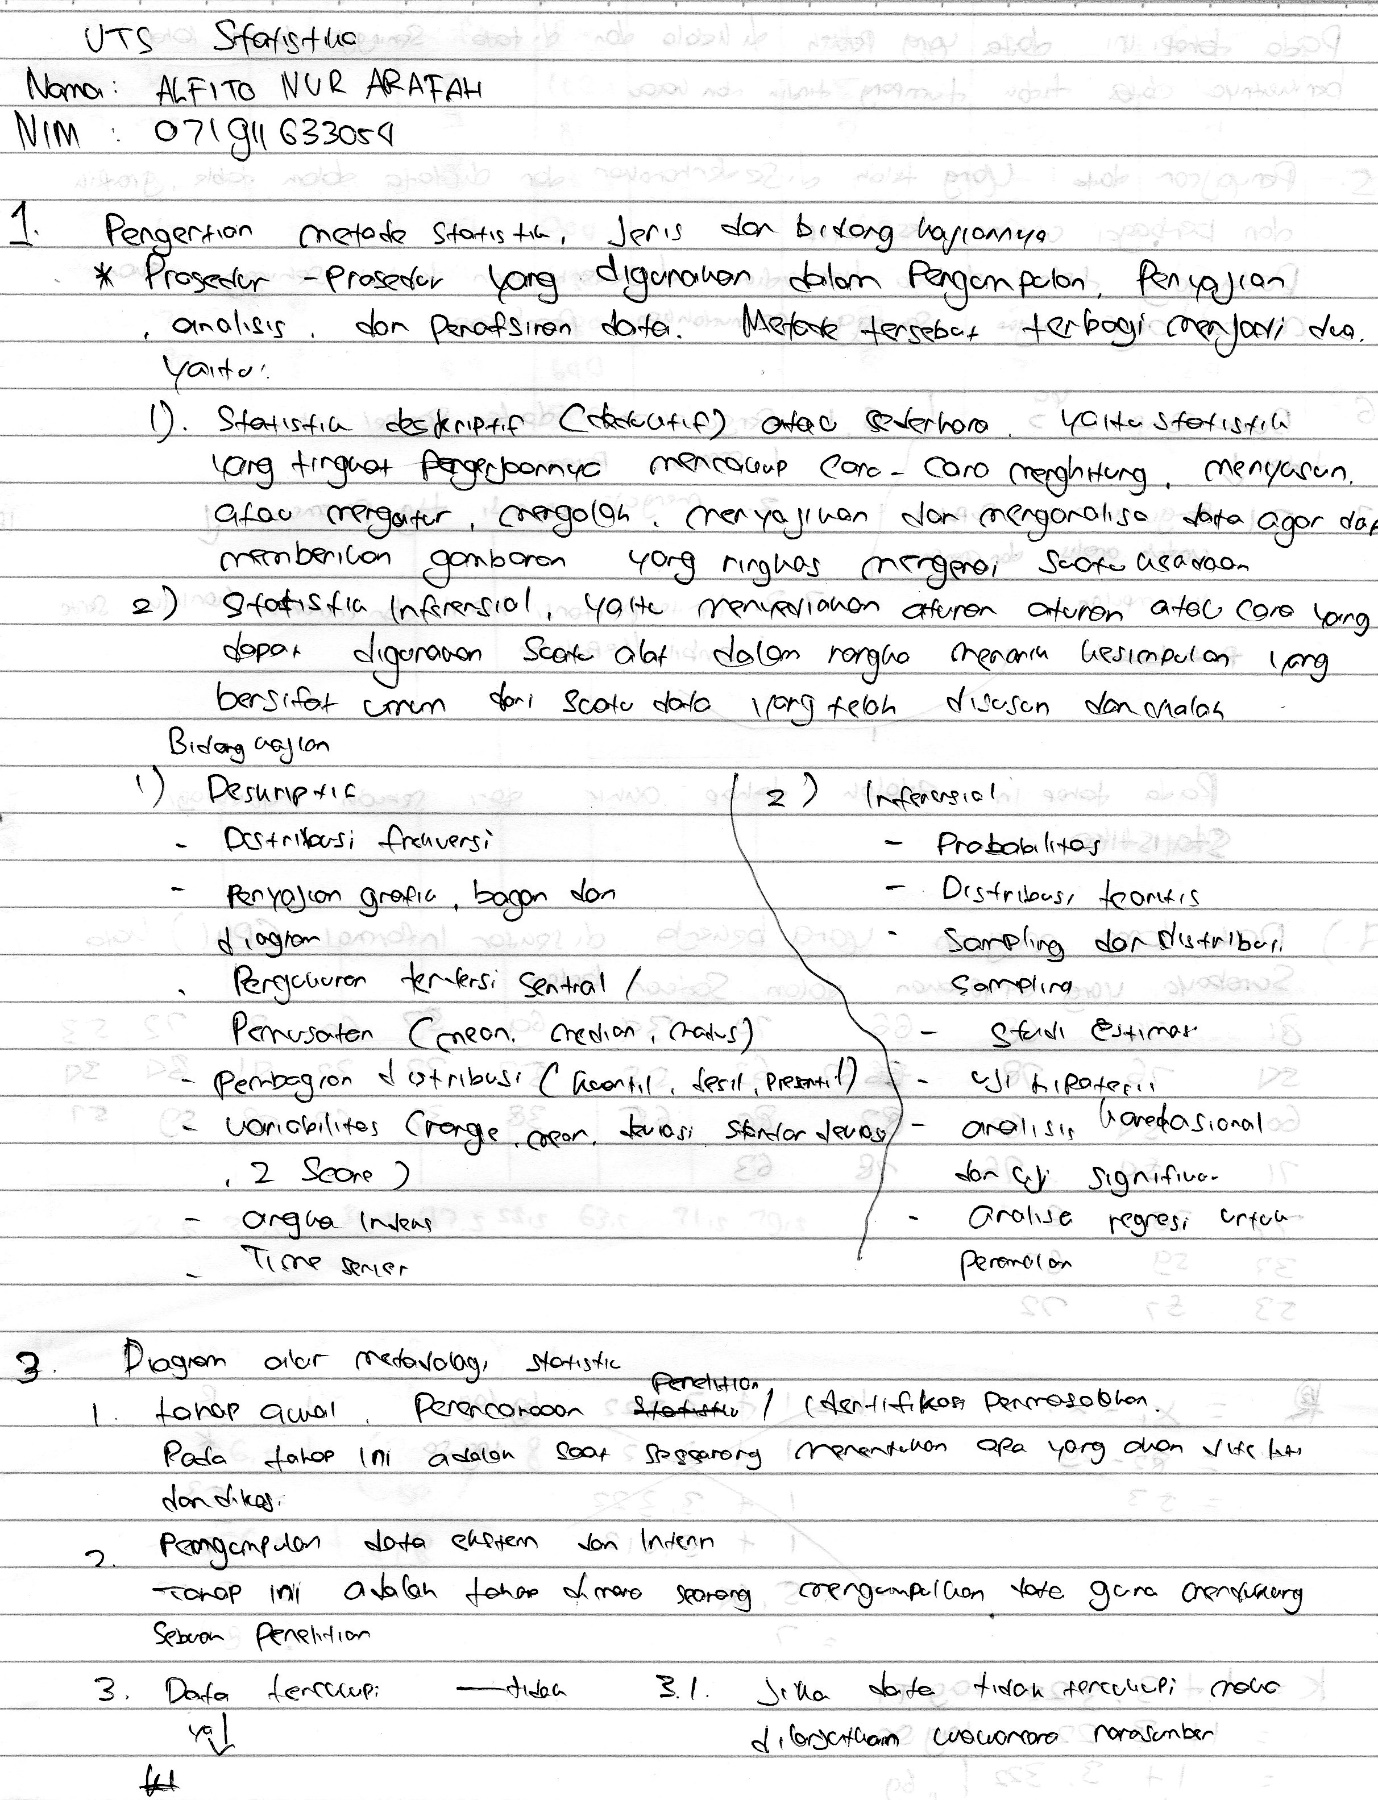 UTS Statistika
Nama: ALFITO NUR ARAFAH
NIM : 071911633054
1. Pengertian metode statistik, Jenis dan bidang kajiannya
* Prosedur - Prosedur yang digunakan dalam Pengumpulan, Penyajian
, analisis, dan penafsiran data. Metode tersebut terbagi menjadi dua.
yaitu:
1). Statistik deskriptif (deduktif) atau sederhana, yaitu statistik
yang tingkat Pengerjaannya mencakup cara-cara menghitung, menyusun,
atau mengatur, mengolah, menyajikan dan menganalisa data agar dap
memberikan gambaran yang ringkas mengenai suatu keadaan
2) Statistik Inferensial, yaitu menyediakan aturan aturan atau cara yang
dapat digunakan suatu alat dalam rangka menarik kesimpulan yang
bersifat umum dari suatu data yang telah disusun dan olah
Bidang kajian
1) Deskriptif
- Distribusi frekuensi
- Penyajian grafik, bagan dan
diagram
. Pengukuran tendensi sentral /
Pemusatan (mean, median, modus)
- pembagian distribusi (kuantil, desil, presentil)
- variabilitas (range, mean, deviasi, standar deviasi
, Z Score)
- angka indeks
- Time series
2) Inferensial
- Probabilitas
- Distribusi teoritis
- Sampling dan distribusi
sampling
- Studi Estimasi
- uji hipotesis
- analisis korelasional
dan uji signifikan
- analisa regresi untuk
peramalan
3. Diagram alur metodologi statistic
1. tahap awal, Perencanaan Penelitian / Identifikasi Permasalahan.
Pada tahap ini adalah saat seseorang menentukan apa yang akan diteliti
dan dikaji.
2. Pengumpulan data ekstern dan Intern
Tahap ini adalah tahap dimana seorang mengumpulkan data guna mendukung
sebuah penelitian
3. Data tercukupi — tidak 3.1. Jika data tidak tercukupi maka
ya ↓ dilanjutkan wawancara narasumber